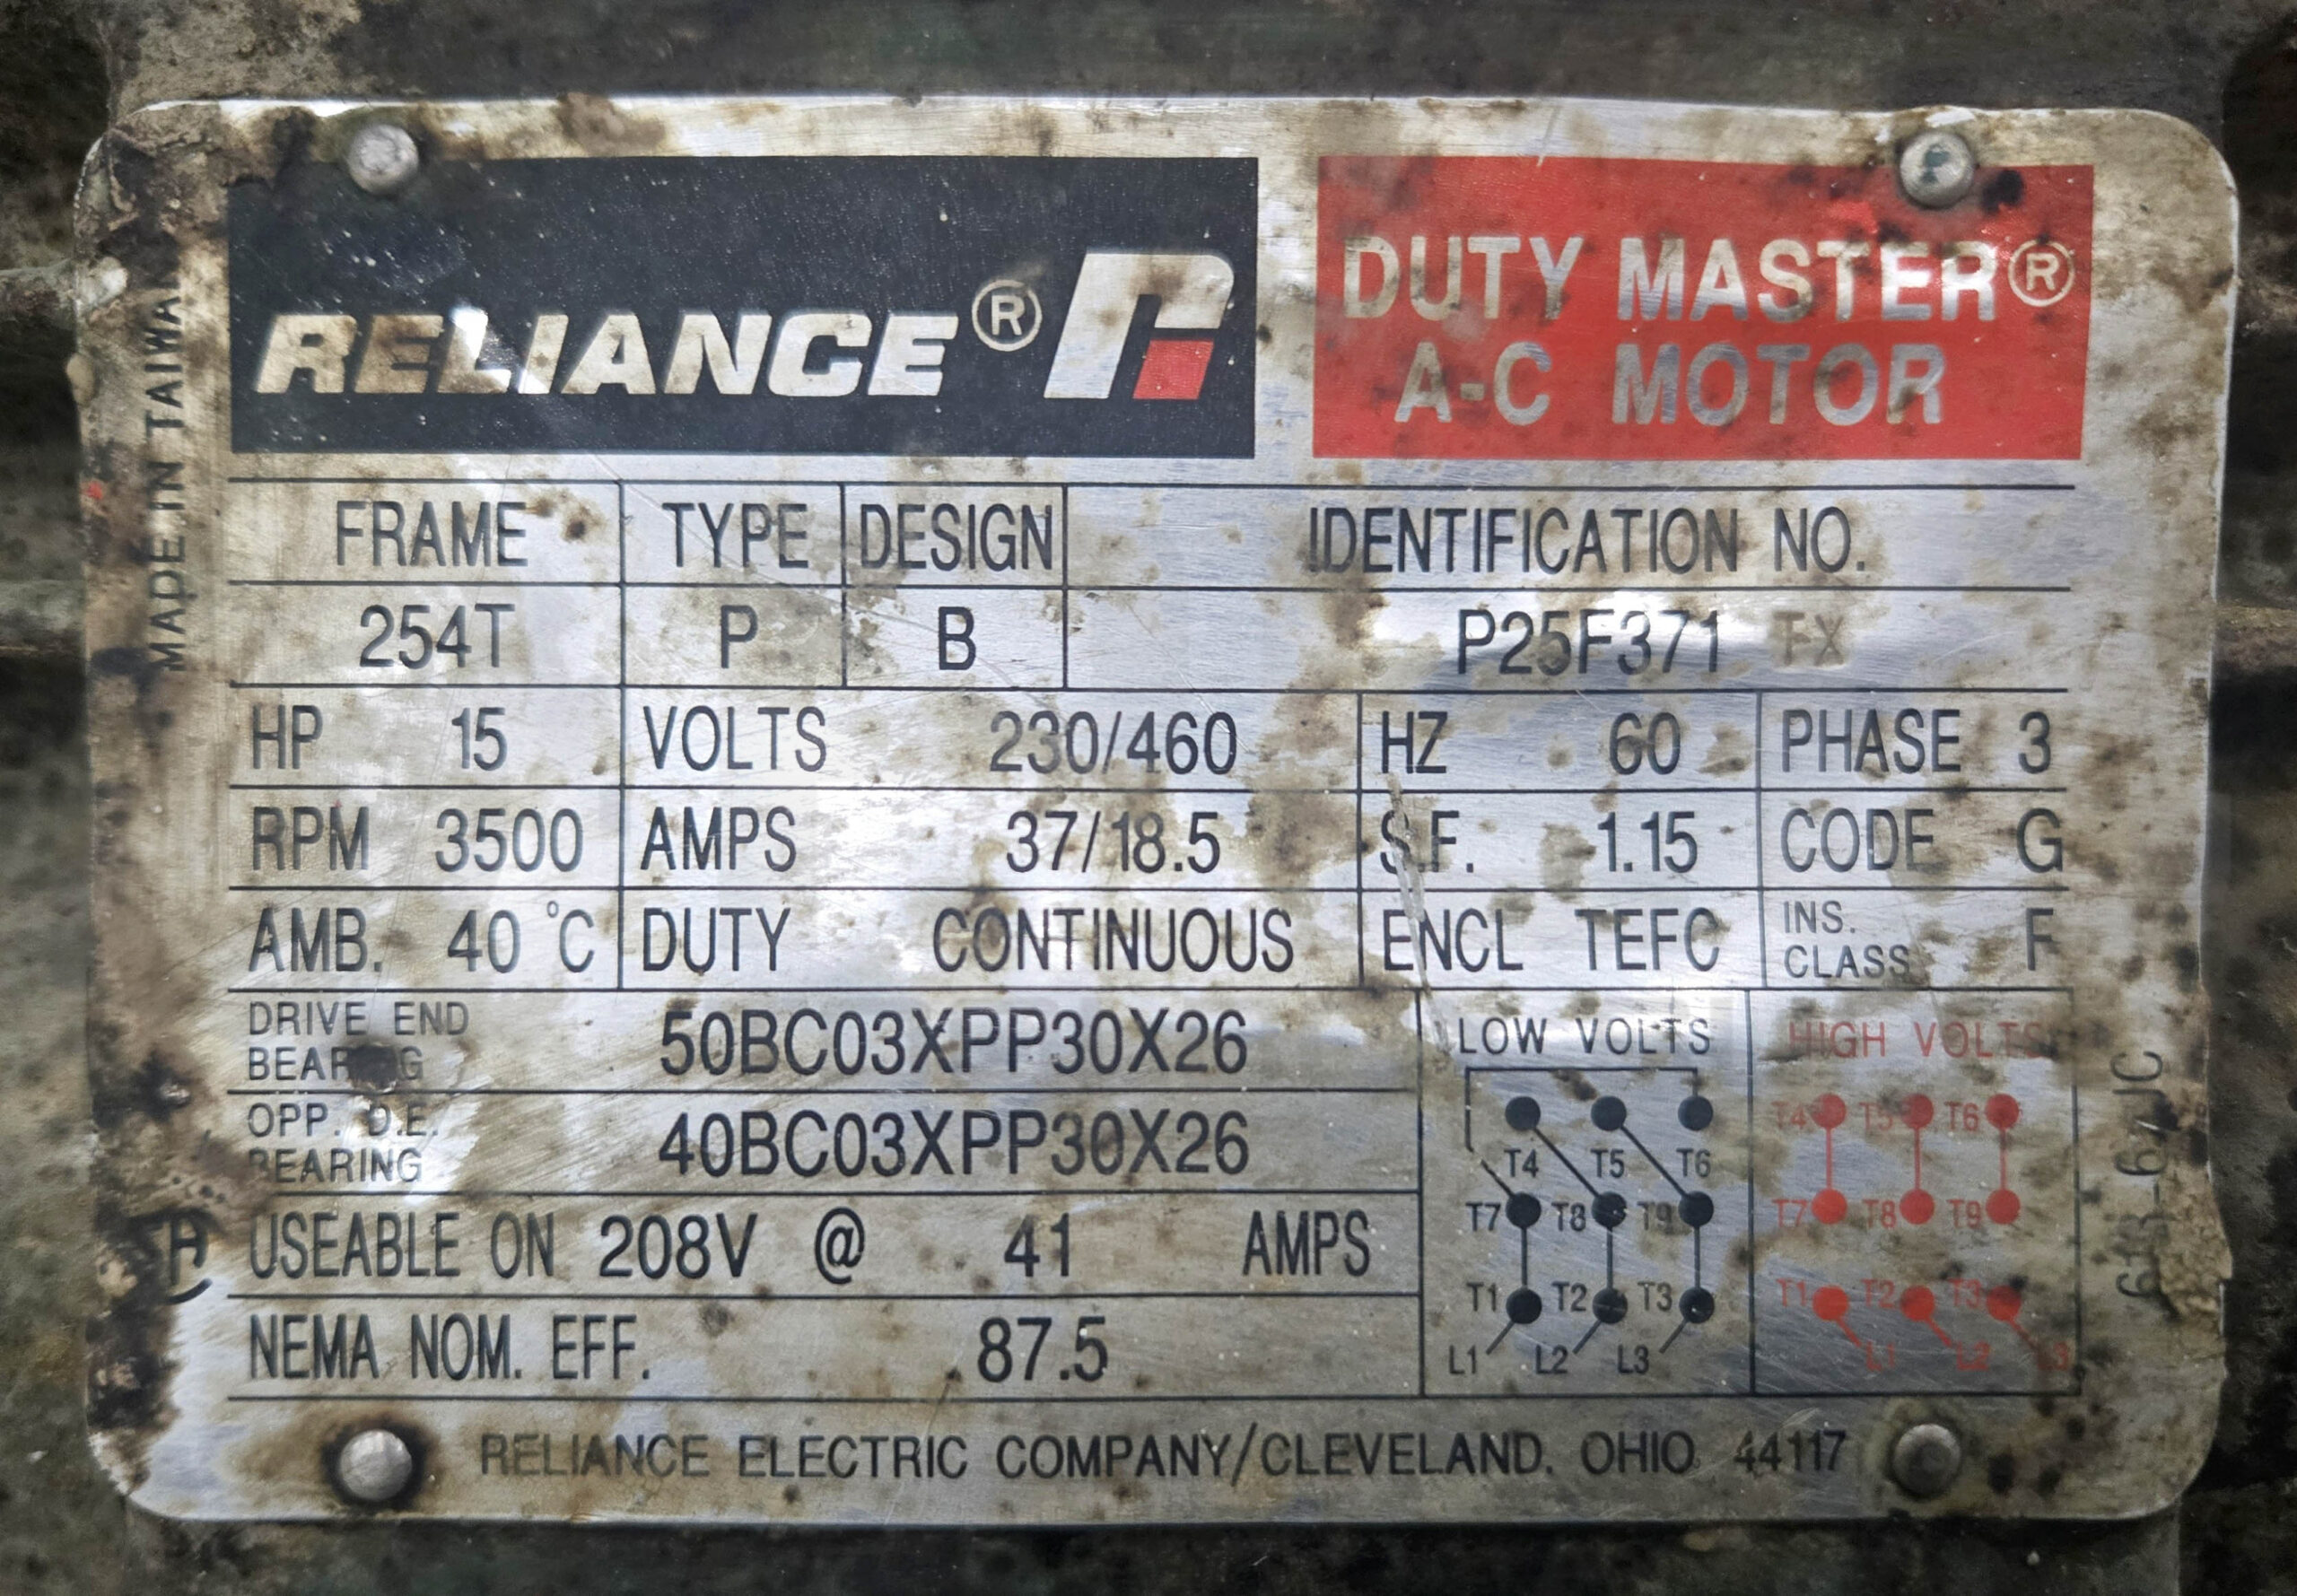 MADE IN TAIWAN
RELIANCE®
DUTY MASTER®
A-C MOTOR
FRAME TYPE DESIGN IDENTIFICATION NO.
254T P B P25F371 FX
HP 15 VOLTS 230/460 HZ 60 PHASE 3
RPM 3500 AMPS 37/18.5 S.F. 1.15 CODE G
AMB. 40 °C DUTY CONTINUOUS ENCL TEFC INS. CLASS F
DRIVE END
BEARING 50BC03XPP30X26
OPP. D.E.
BEARING 40BC03XPP30X26
USEABLE ON 208V @ 41 AMPS
NEMA NOM. EFF. 87.5
LOW VOLTS
T4 T5 T6
T7 T8 T9
T1 T2 T3
L1 L2 L3
HIGH VOLTS
T4 T5 T6
T7 T8 T9
T1 T2 T3
L1 L2 L3
RELIANCE ELECTRIC COMPANY/CLEVELAND, OHIO 44117